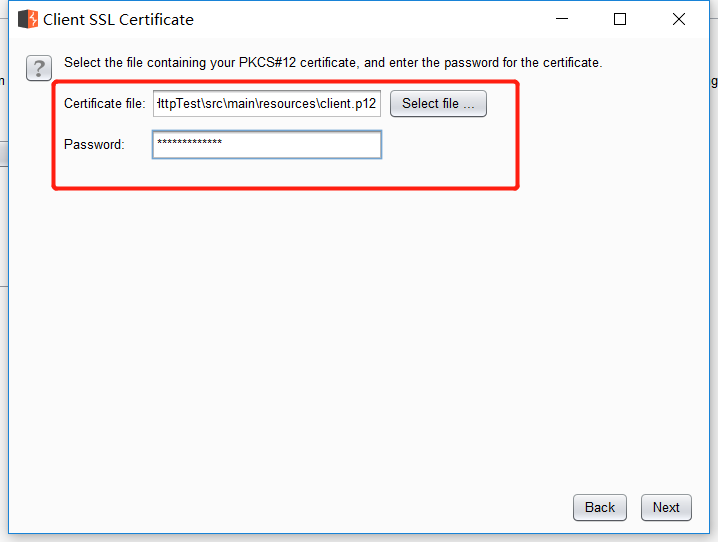 Client SSL Certificate
Select the file containing your PKCS#12 certificate, and enter the password for the certificate.
Certificate file: HttpTest\src\main\resources\client.p12 Select file ...
Password: *************
Back Next